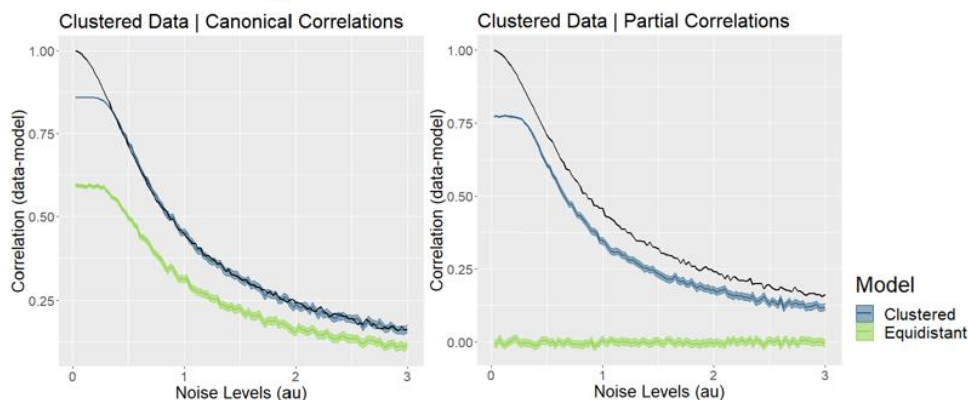 Clustered Data | Canonical Correlations
Correlation (data-model)
1.00
0.75
0.50
0.25
0
1
2
3
Noise Levels (au)
Clustered Data | Partial Correlations
Correlation (data-model)
1.00
0.75
0.50
0.25
0.00
0
1
2
3
Noise Levels (au)
Model
Clustered
Equidistant